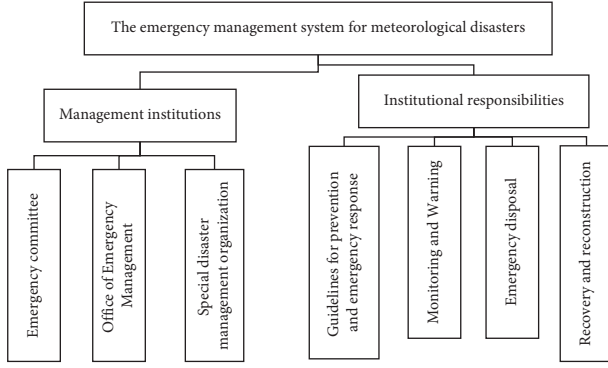 The emergency management system for meteorological disasters
Management institutions
Institutional responsibilities
Emergency committee
Office of Emergency
Management
Special disaster
management organization
Guidelines for prevention
and emergency response
Monitoring and Warning
Emergency disposal
Recovery and reconstruction